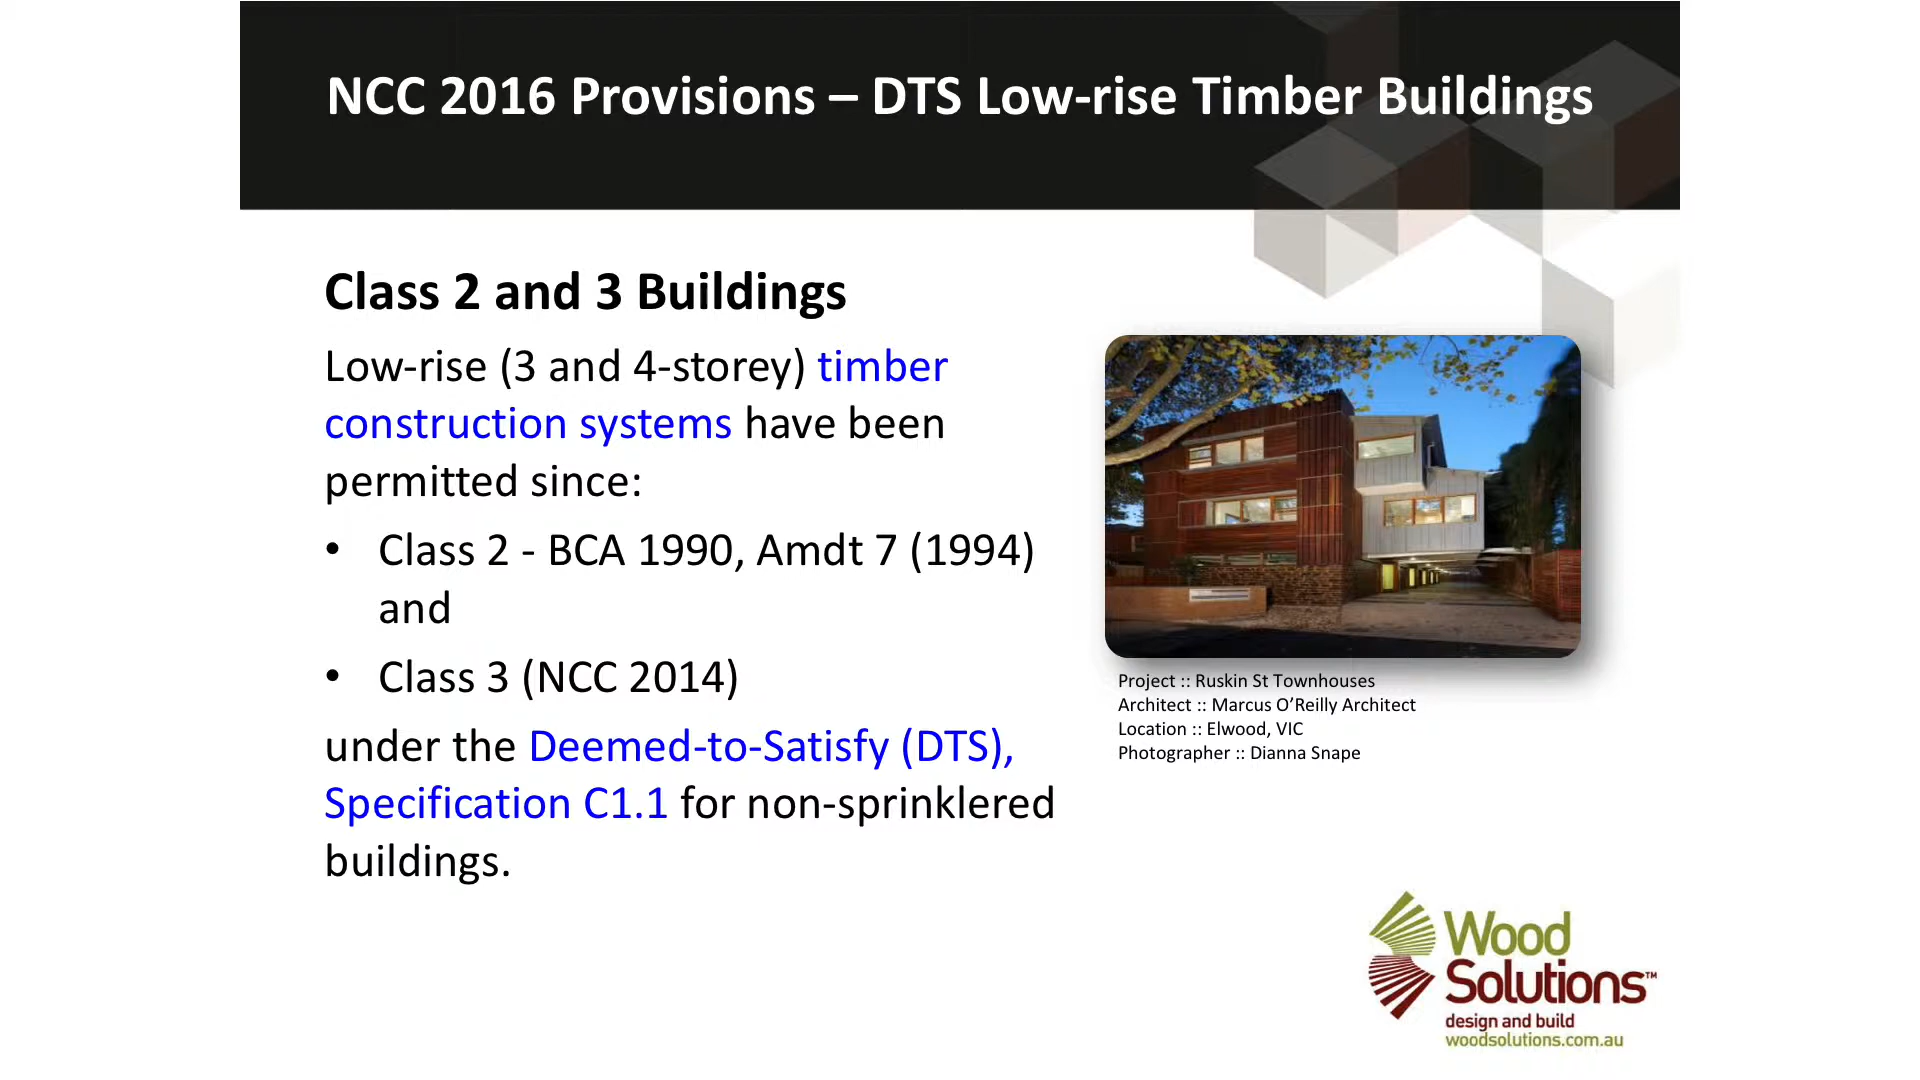 NCC 2016 Provisions – DTS Low-rise Timber Buildings
Class 2 and 3 Buildings
Low-rise (3 and 4-storey) timber
construction systems have been
permitted since:
• Class 2 - BCA 1990, Amdt 7 (1994)
and
• Class 3 (NCC 2014)
under the Deemed-to-Satisfy (DTS),
Specification C1.1 for non-sprinklered
buildings.
Project :: Ruskin St Townhouses
Architect :: Marcus O’Reilly Architect
Location :: Elwood, VIC
Photographer :: Dianna Snape
Wood
Solutions™
design and build
woodsolutions.com.au